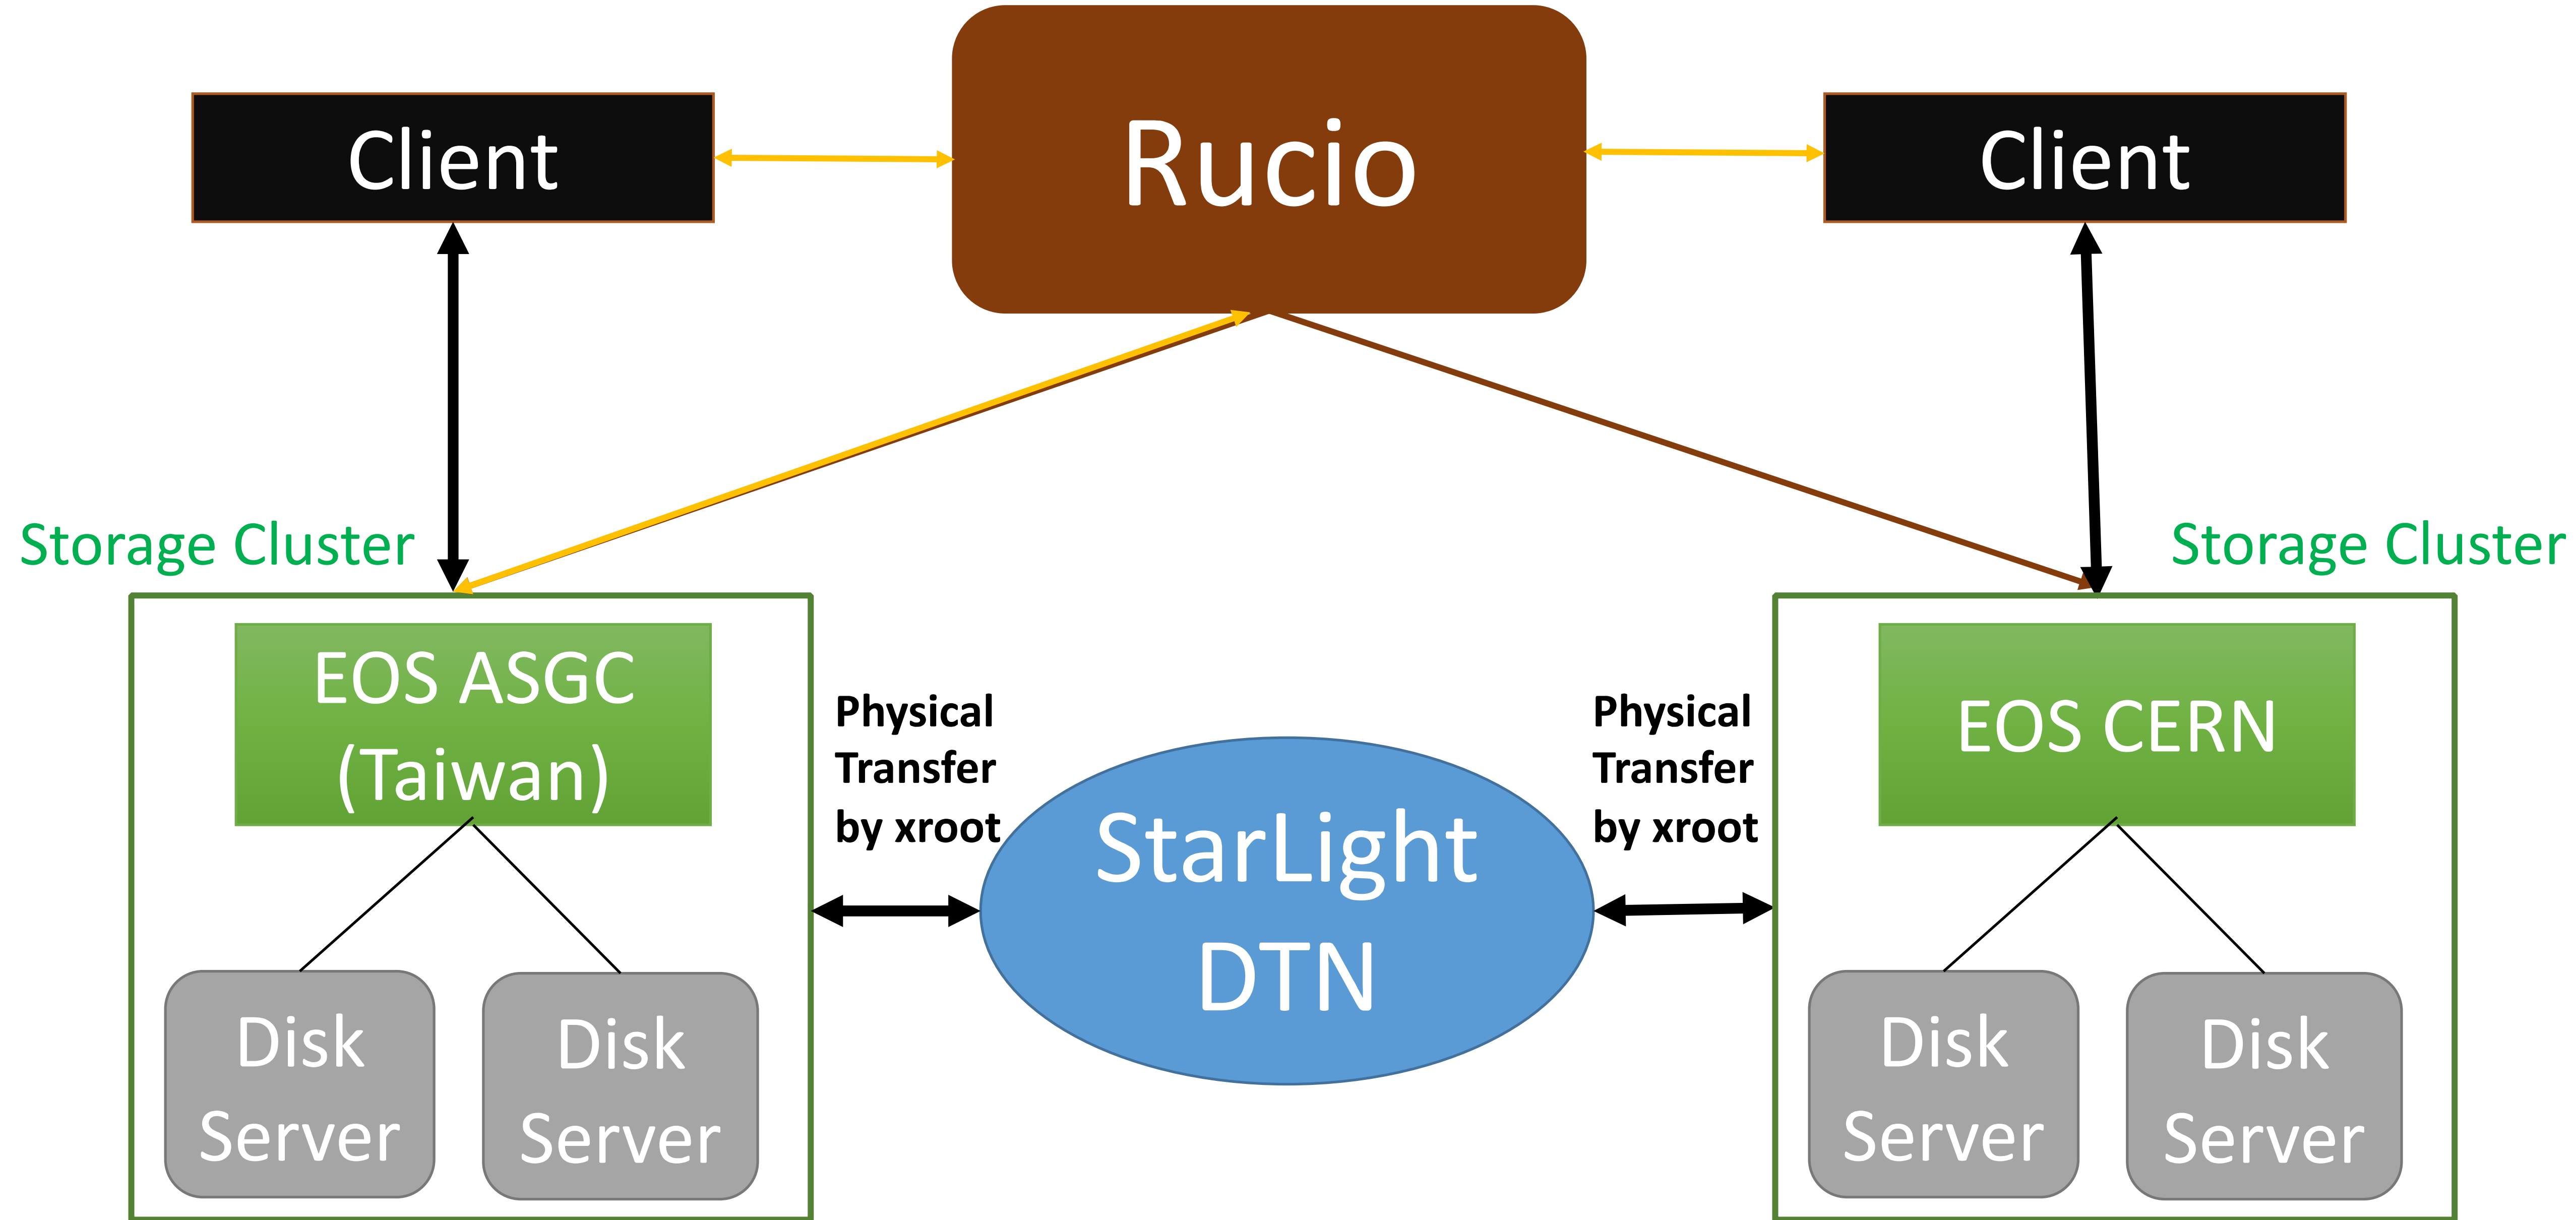 Client
Rucio
Client
Storage Cluster
Storage Cluster
EOS ASGC
(Taiwan)
Physical
Transfer
by xroot
StarLight
DTN
Physical
Transfer
by xroot
EOS CERN
Disk
Server
Disk
Server
Disk
Server
Disk
Server